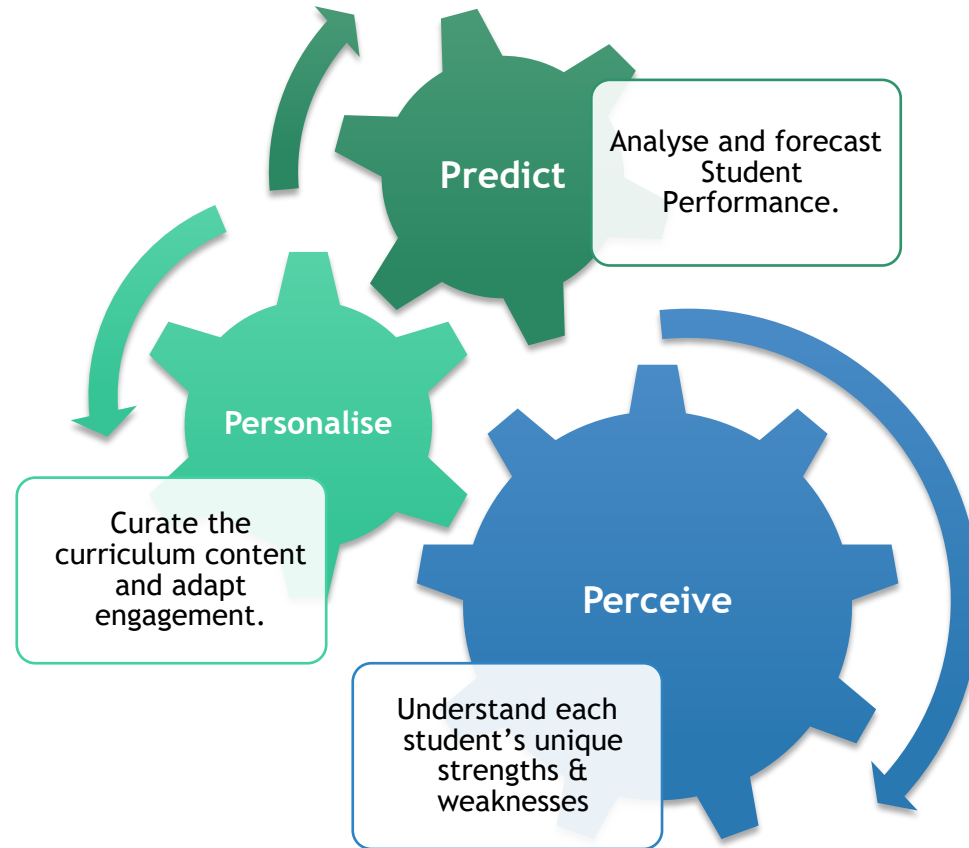 Predict
Analyse and forecast
Student
Performance.
Personalise
Curate the
curriculum content
and adapt
engagement.
Perceive
Understand each
student’s unique
strengths &
weaknesses